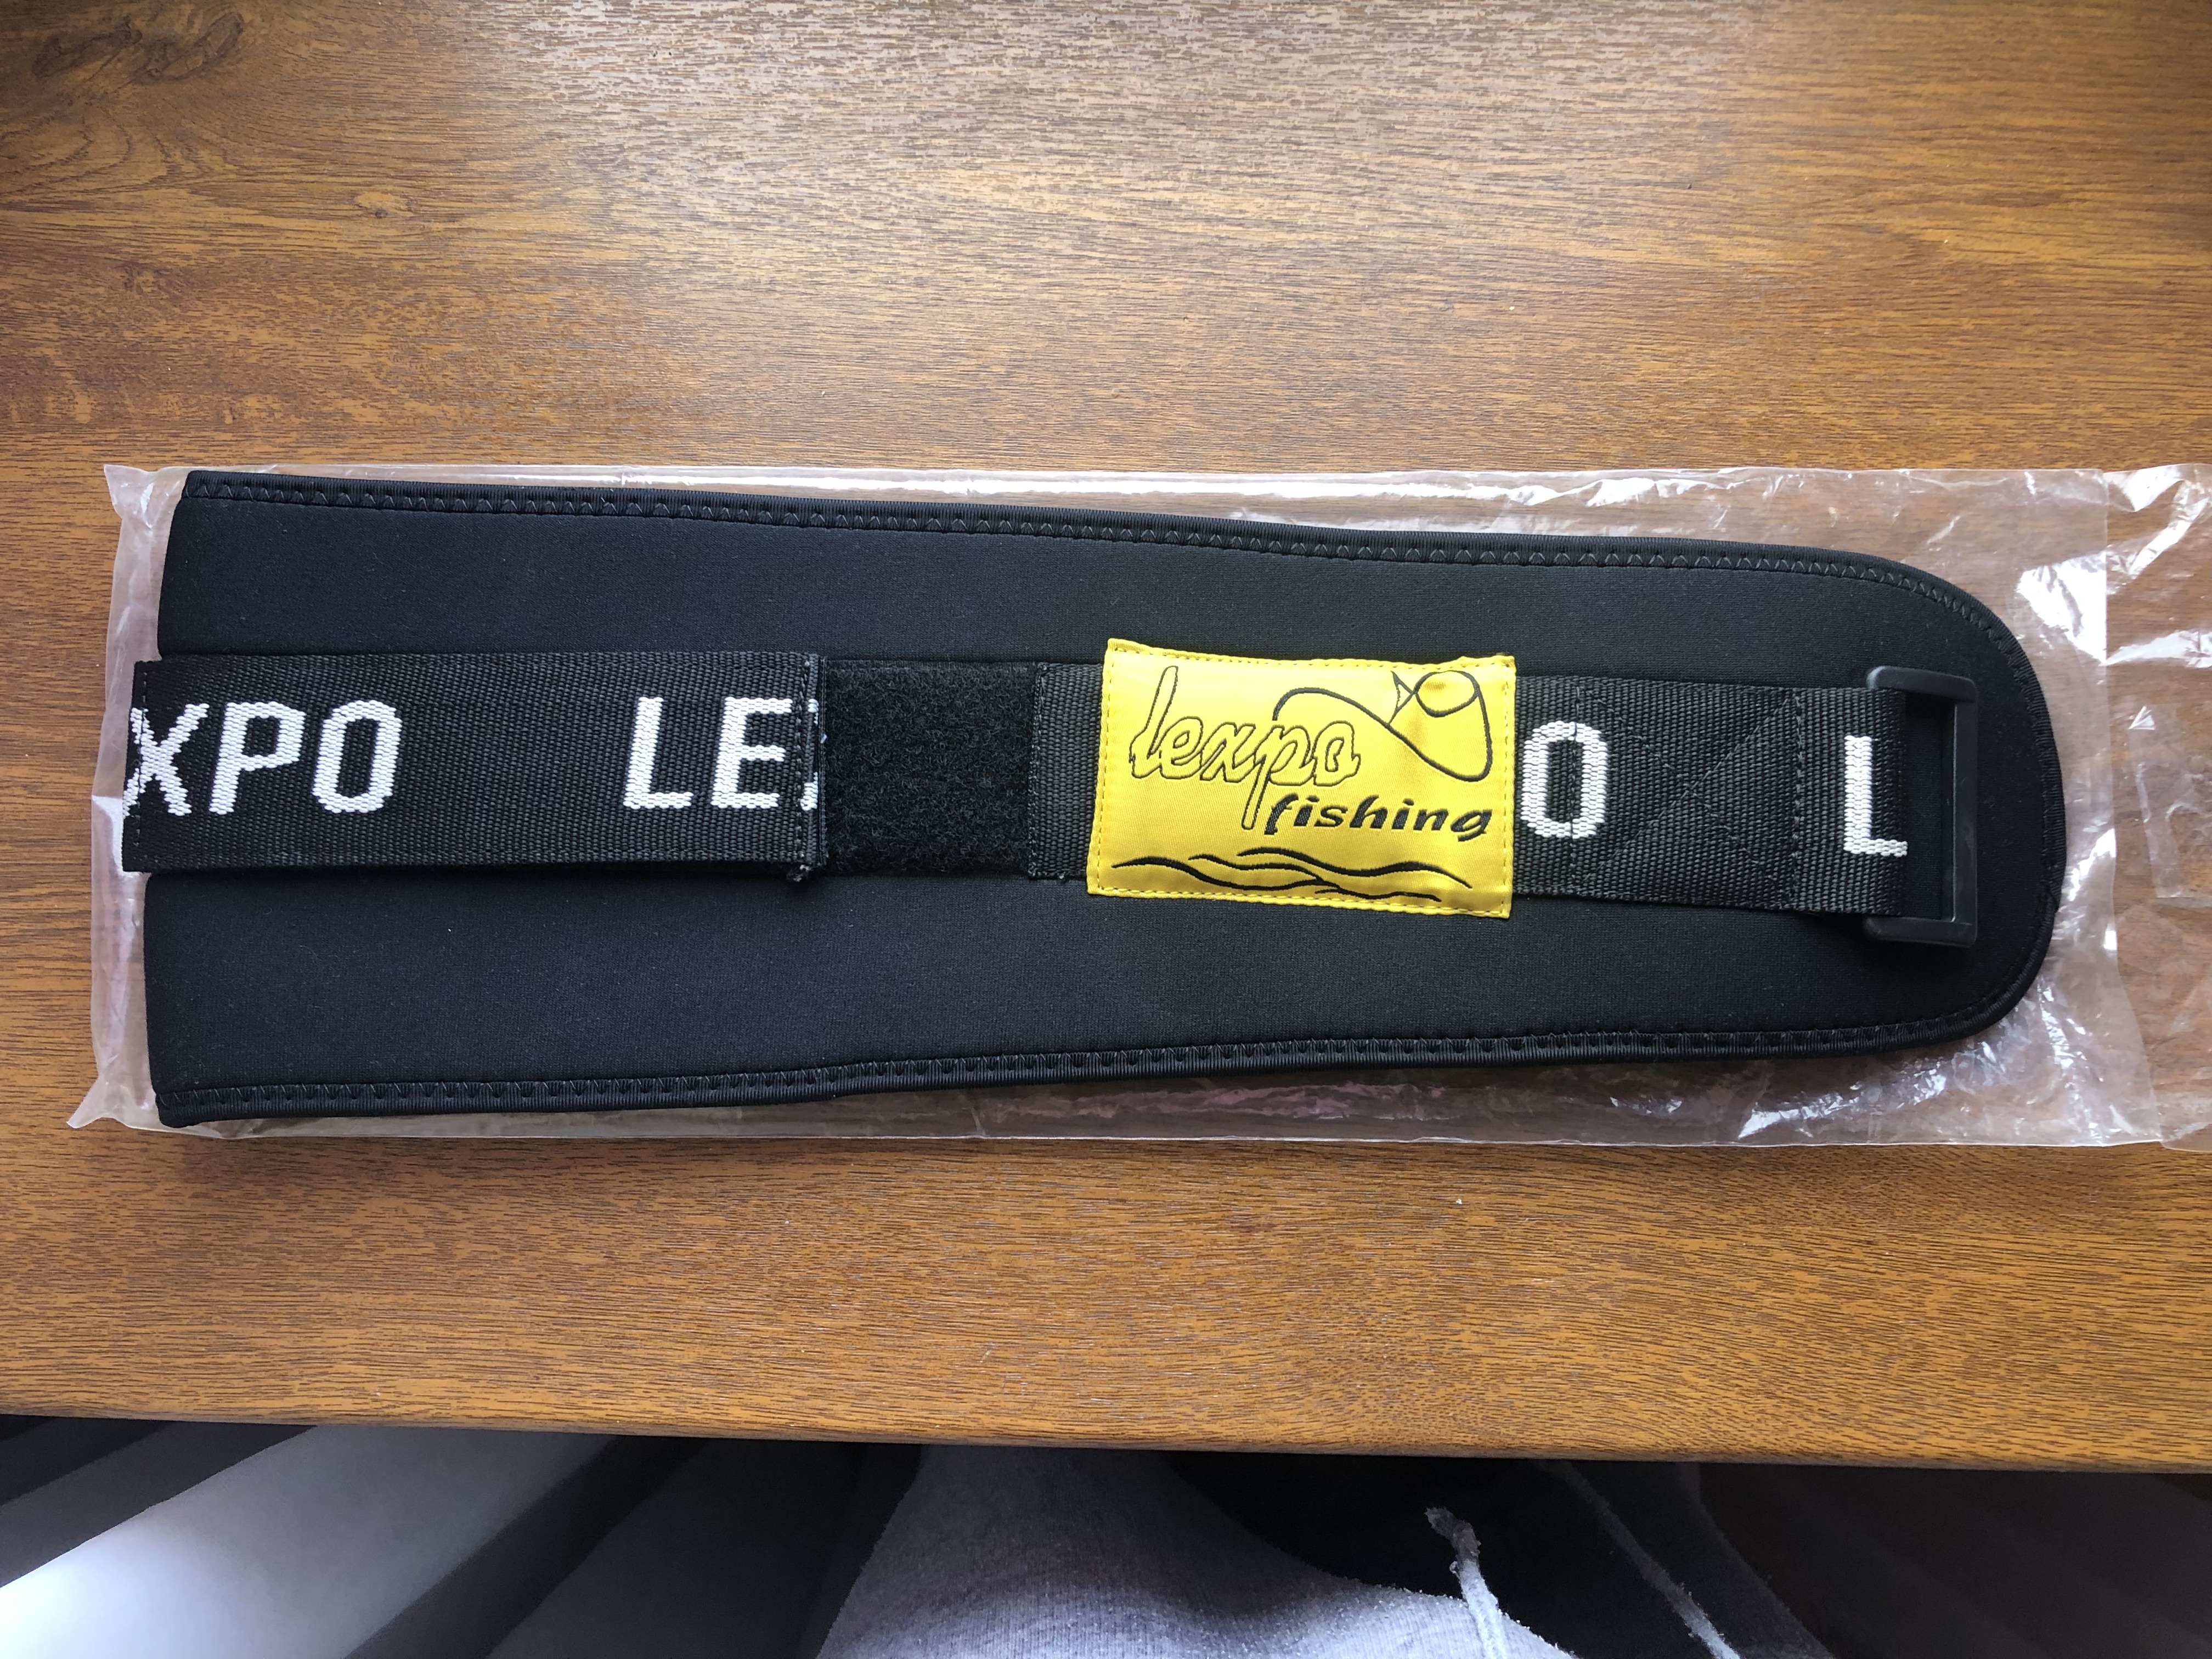 XPO LE
lexpo
fishing
O L